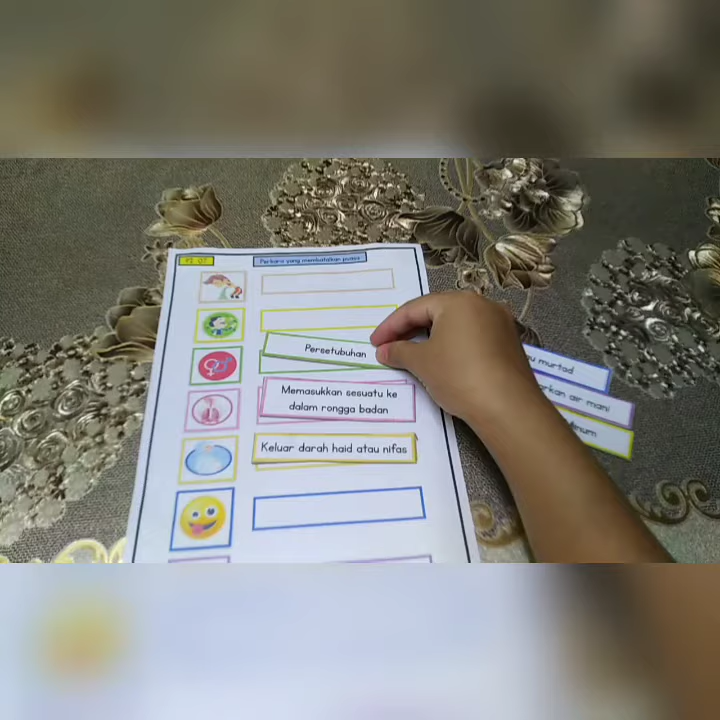 Perkara yang membatalkan puasa
Persetubuhan
murtad
Memasukkan sesuatu ke
dalam rongga badan
air mani
Keluar darah haid atau nifas